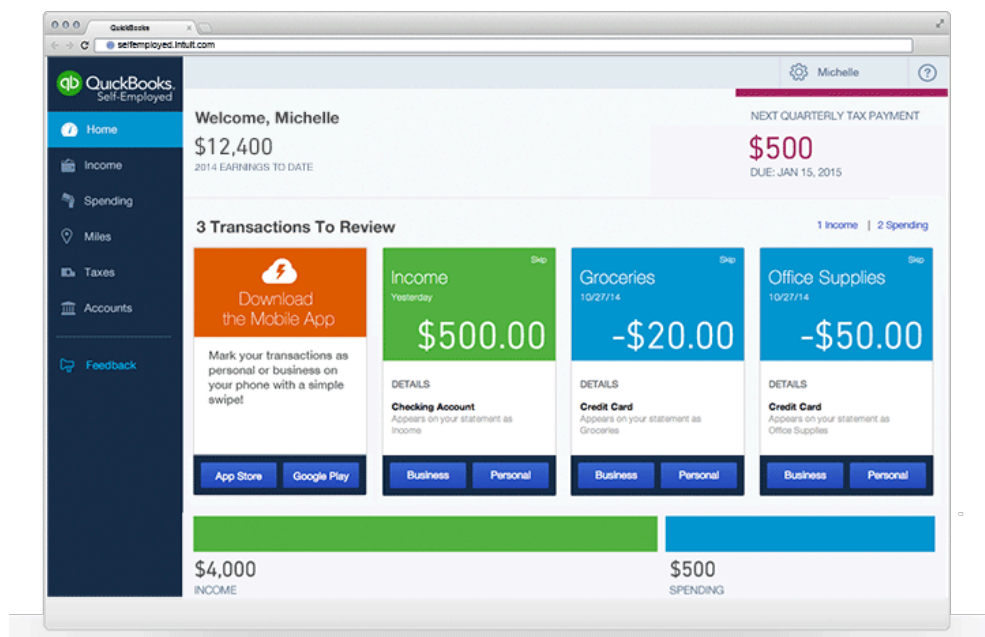 QuickBooks
selfemployed.intuit.com
qb QuickBooks.
Self-Employed
Michelle
?
Home
Income
Spending
Miles
Taxes
Accounts
Feedback
Welcome, Michelle
$12,400
2014 EARNINGS TO DATE
NEXT QUARTERLY TAX PAYMENT
$500
DUE: JAN 15, 2015
3 Transactions To Review
1 Income | 2 Spending
Download
the Mobile App
Mark your transactions as
personal or business on
your phone with a simple
swipe!
App Store Google Play
Skip
Income
Yesterday
$500.00
DETAILS
Checking Account
Appears on your statement as
Income
Business Personal
Skip
Groceries
10/27/14
-$20.00
DETAILS
Credit Card
Appears on your statement as
Groceries
Business Personal
Skip
Office Supplies
10/27/14
-$50.00
DETAILS
Credit Card
Appears on your statement as
Office Supplies
Business Personal
$4,000
INCOME
$500
SPENDING